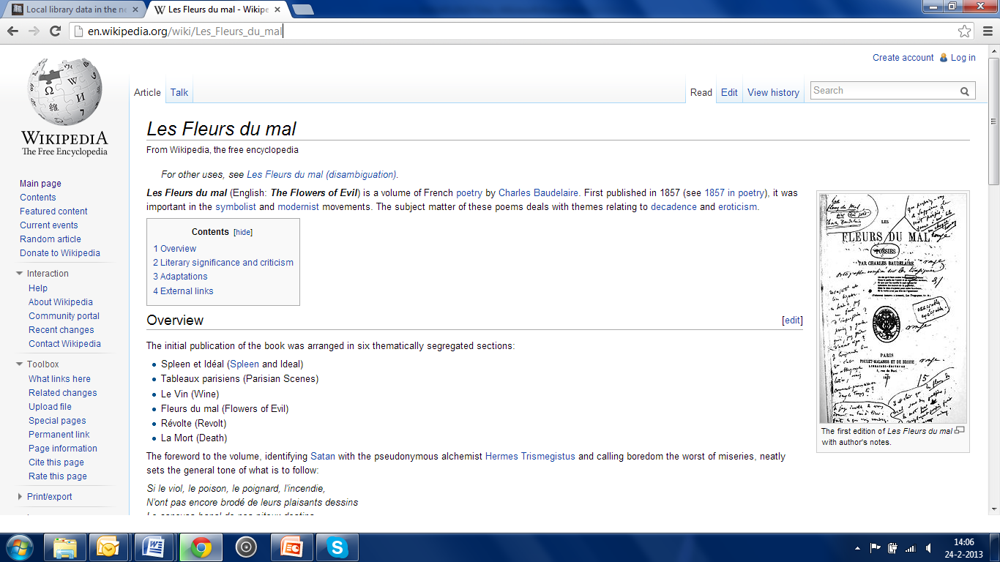 Local library data in the ne
Les Fleurs du mal - Wikipe
en.wikipedia.org/wiki/Les_Fleurs_du_mal
Create account Log in
Article Talk
Read Edit View history
Search
WIKIPEDIA
The Free Encyclopedia
Main page
Contents
Featured content
Current events
Random article
Donate to Wikipedia
Interaction
Help
About Wikipedia
Community portal
Recent changes
Contact Wikipedia
Toolbox
What links here
Related changes
Upload file
Special pages
Permanent link
Page information
Cite this page
Rate this page
Print/export
Les Fleurs du mal
From Wikipedia, the free encyclopedia
For other uses, see Les Fleurs du mal (disambiguation).
Les Fleurs du mal (English: The Flowers of Evil) is a volume of French poetry by Charles Baudelaire. First published in 1857 (see 1857 in poetry), it was
important in the symbolist and modernist movements. The subject matter of these poems deals with themes relating to decadence and eroticism.
Contents [hide]
1 Overview
2 Literary significance and criticism
3 Adaptations
4 External links
Overview
[edit]
The initial publication of the book was arranged in six thematically segregated sections:
Spleen et Idéal (Spleen and Ideal)
Tableaux parisiens (Parisian Scenes)
Le Vin (Wine)
Fleurs du mal (Flowers of Evil)
Révolte (Revolt)
La Mort (Death)
The foreword to the volume, identifying Satan with the pseudonymous alchemist Hermes Trismegistus and calling boredom the worst of miseries, neatly
sets the general tone of what is to follow:
Si le viol, le poison, le poignard, l'incendie,
N'ont pas encore brodé de leurs plaisants dessins
Le canevas banal de nos piteux destins
LES
FLEURS DU MAL
POESIES
PAR CHARLES BAUDELAIRE
PARIS
POULET-MALASSIS ET DE BROISE
LIBRAIRES-ÉDITEURS
The first edition of Les Fleurs du mal
with author's notes.
14:06
24-2-2013